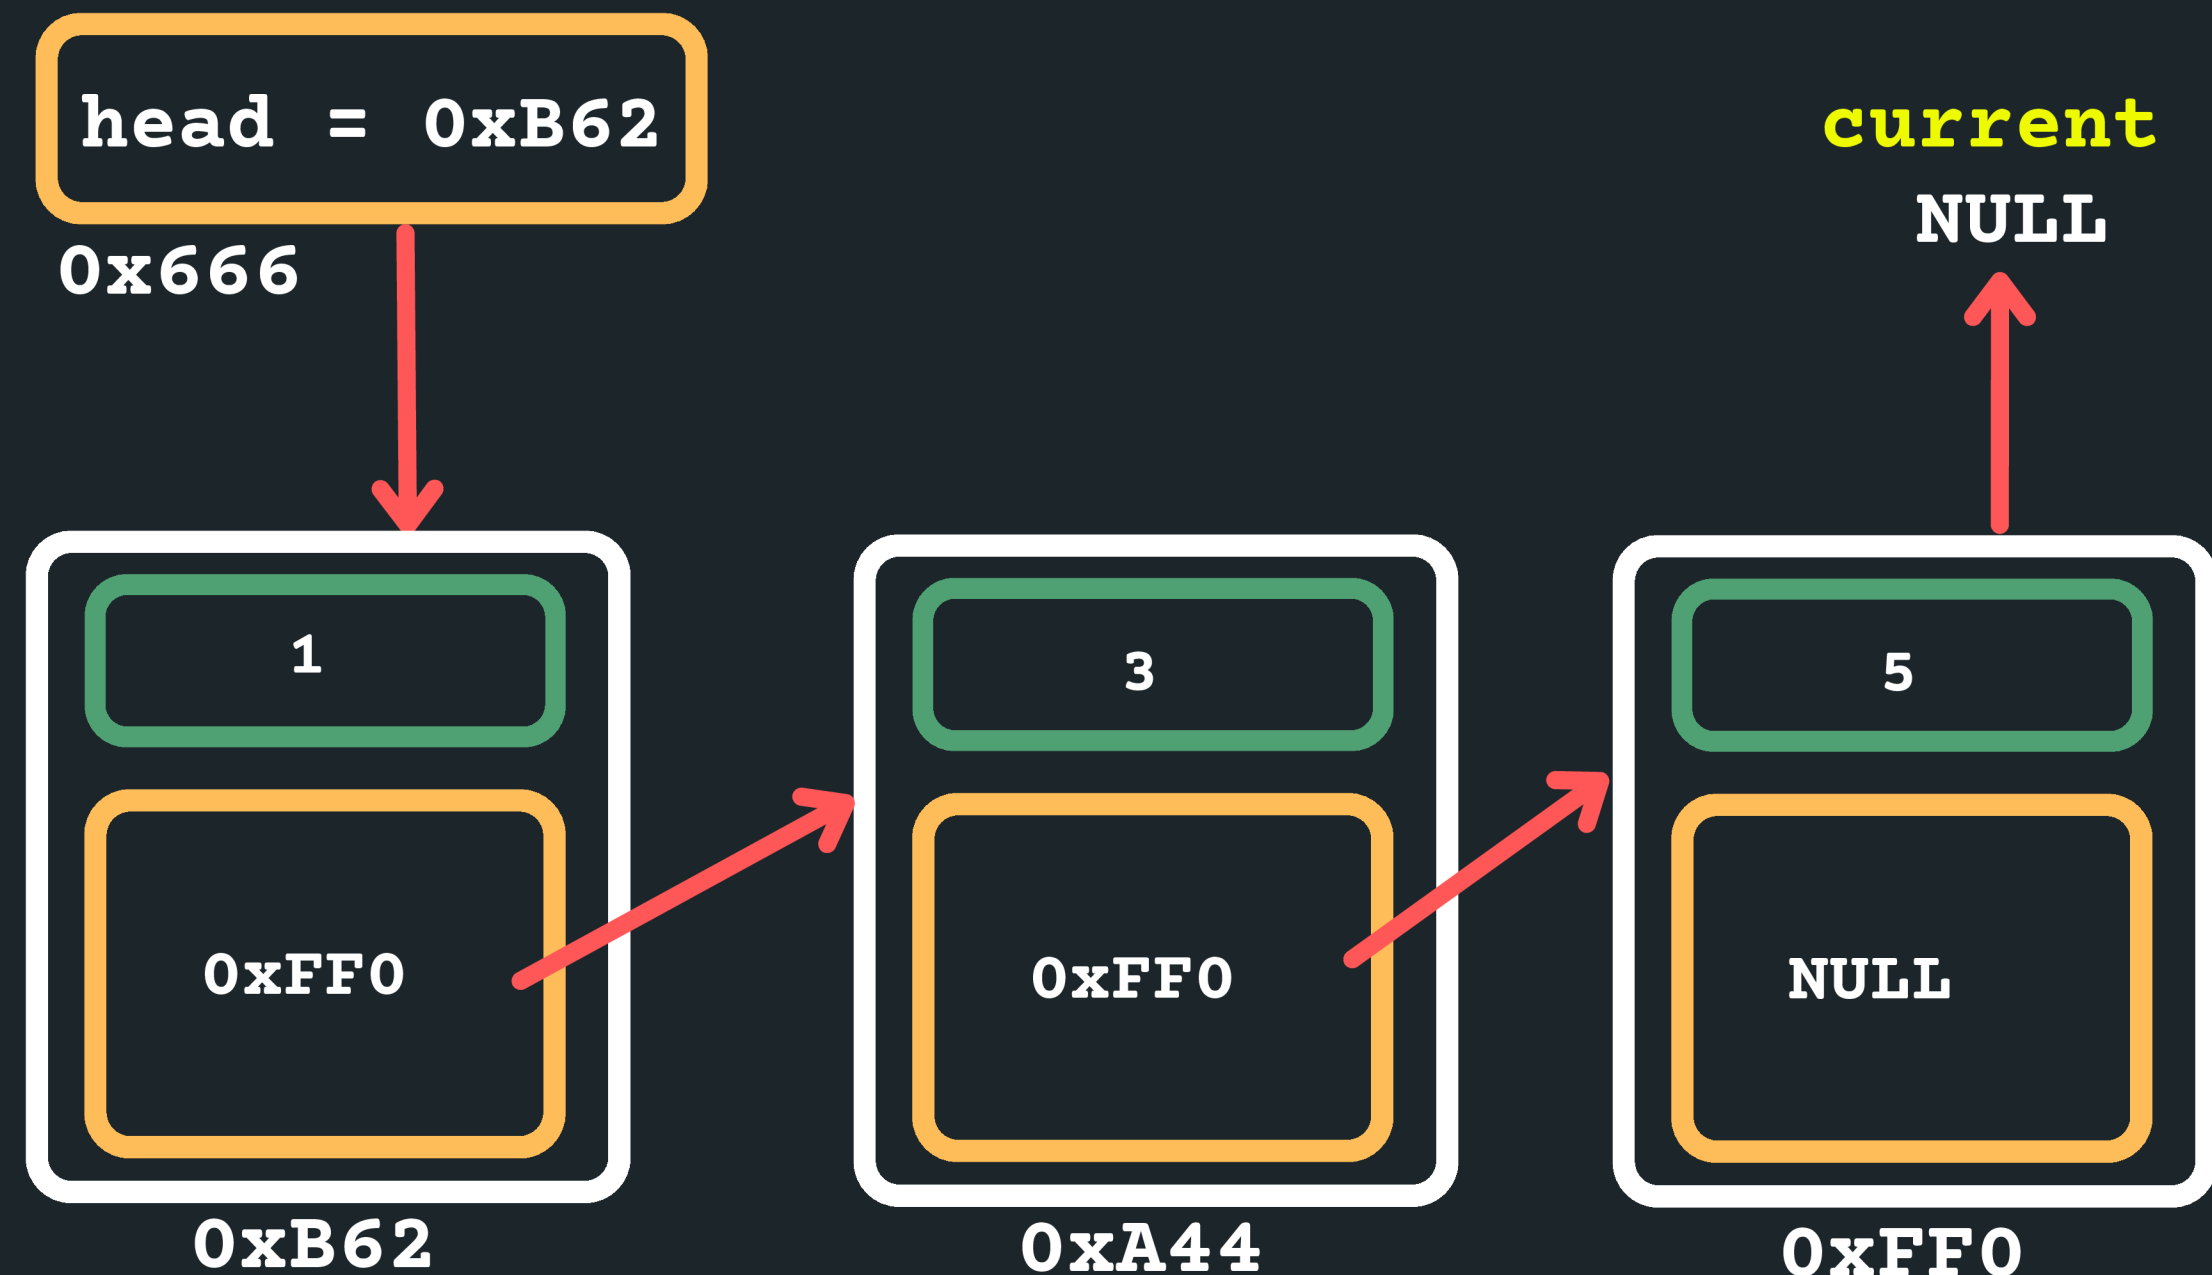 head = 0xB62
0x666
current
NULL
1
3
5
0xFF0
0xFF0
NULL
0xB62
0xA44
0xFF0